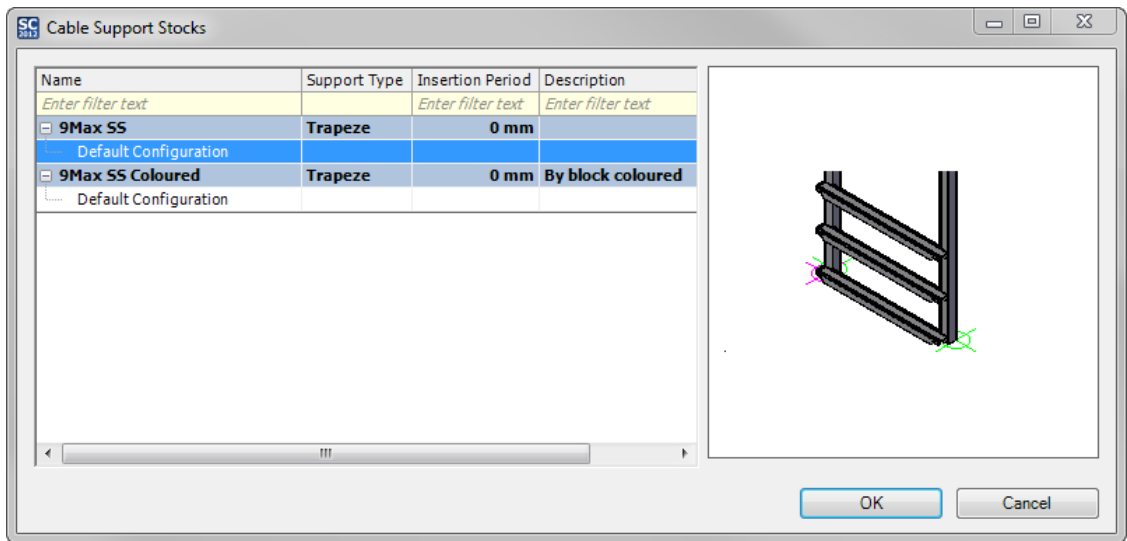 SC 2012 Cable Support Stocks
Name Support Type Insertion Period Description
Enter filter text Enter filter text Enter filter text
9Max SS Trapeze 0 mm
Default Configuration
9Max SS Coloured Trapeze 0 mm By block coloured
Default Configuration
OK Cancel